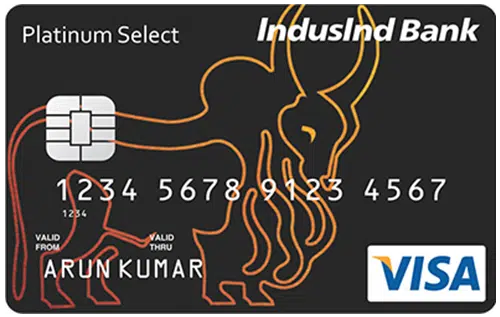 Platinum Select
IndusInd Bank
1234 5678 9123 4567
1234
VALID FROM
VALID THRU
ARUN KUMAR
VISA